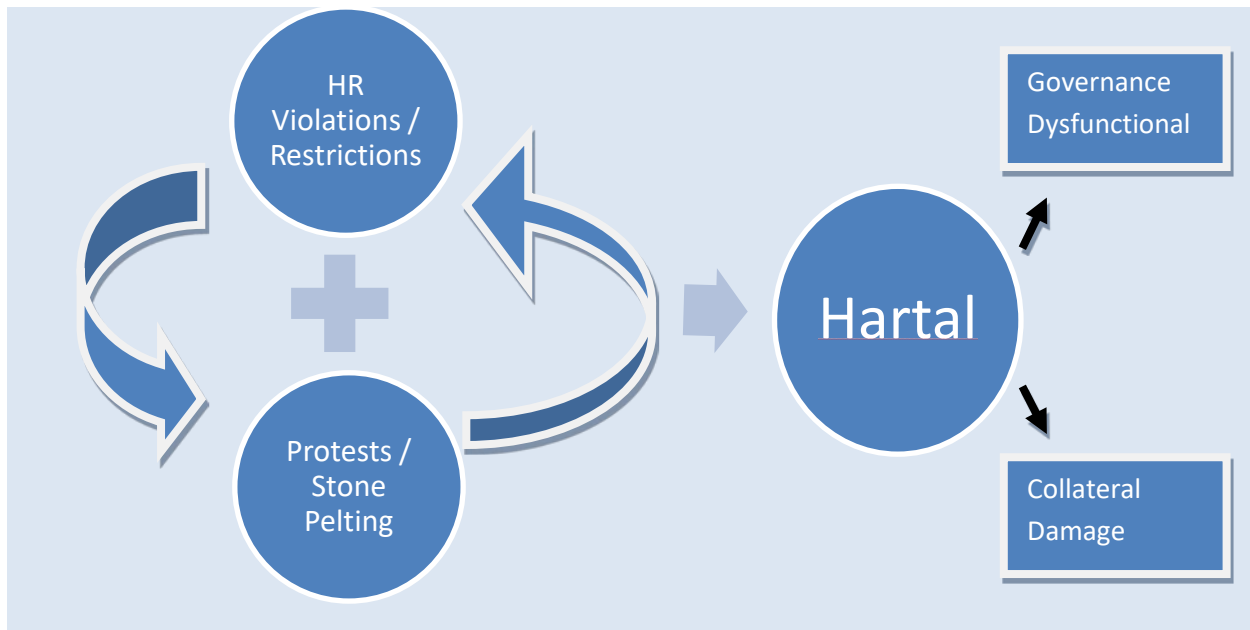 HR
Violations /
Restrictions
Protests /
Stone
Pelting
Hartal
Governance
Dysfunctional
Collateral
Damage